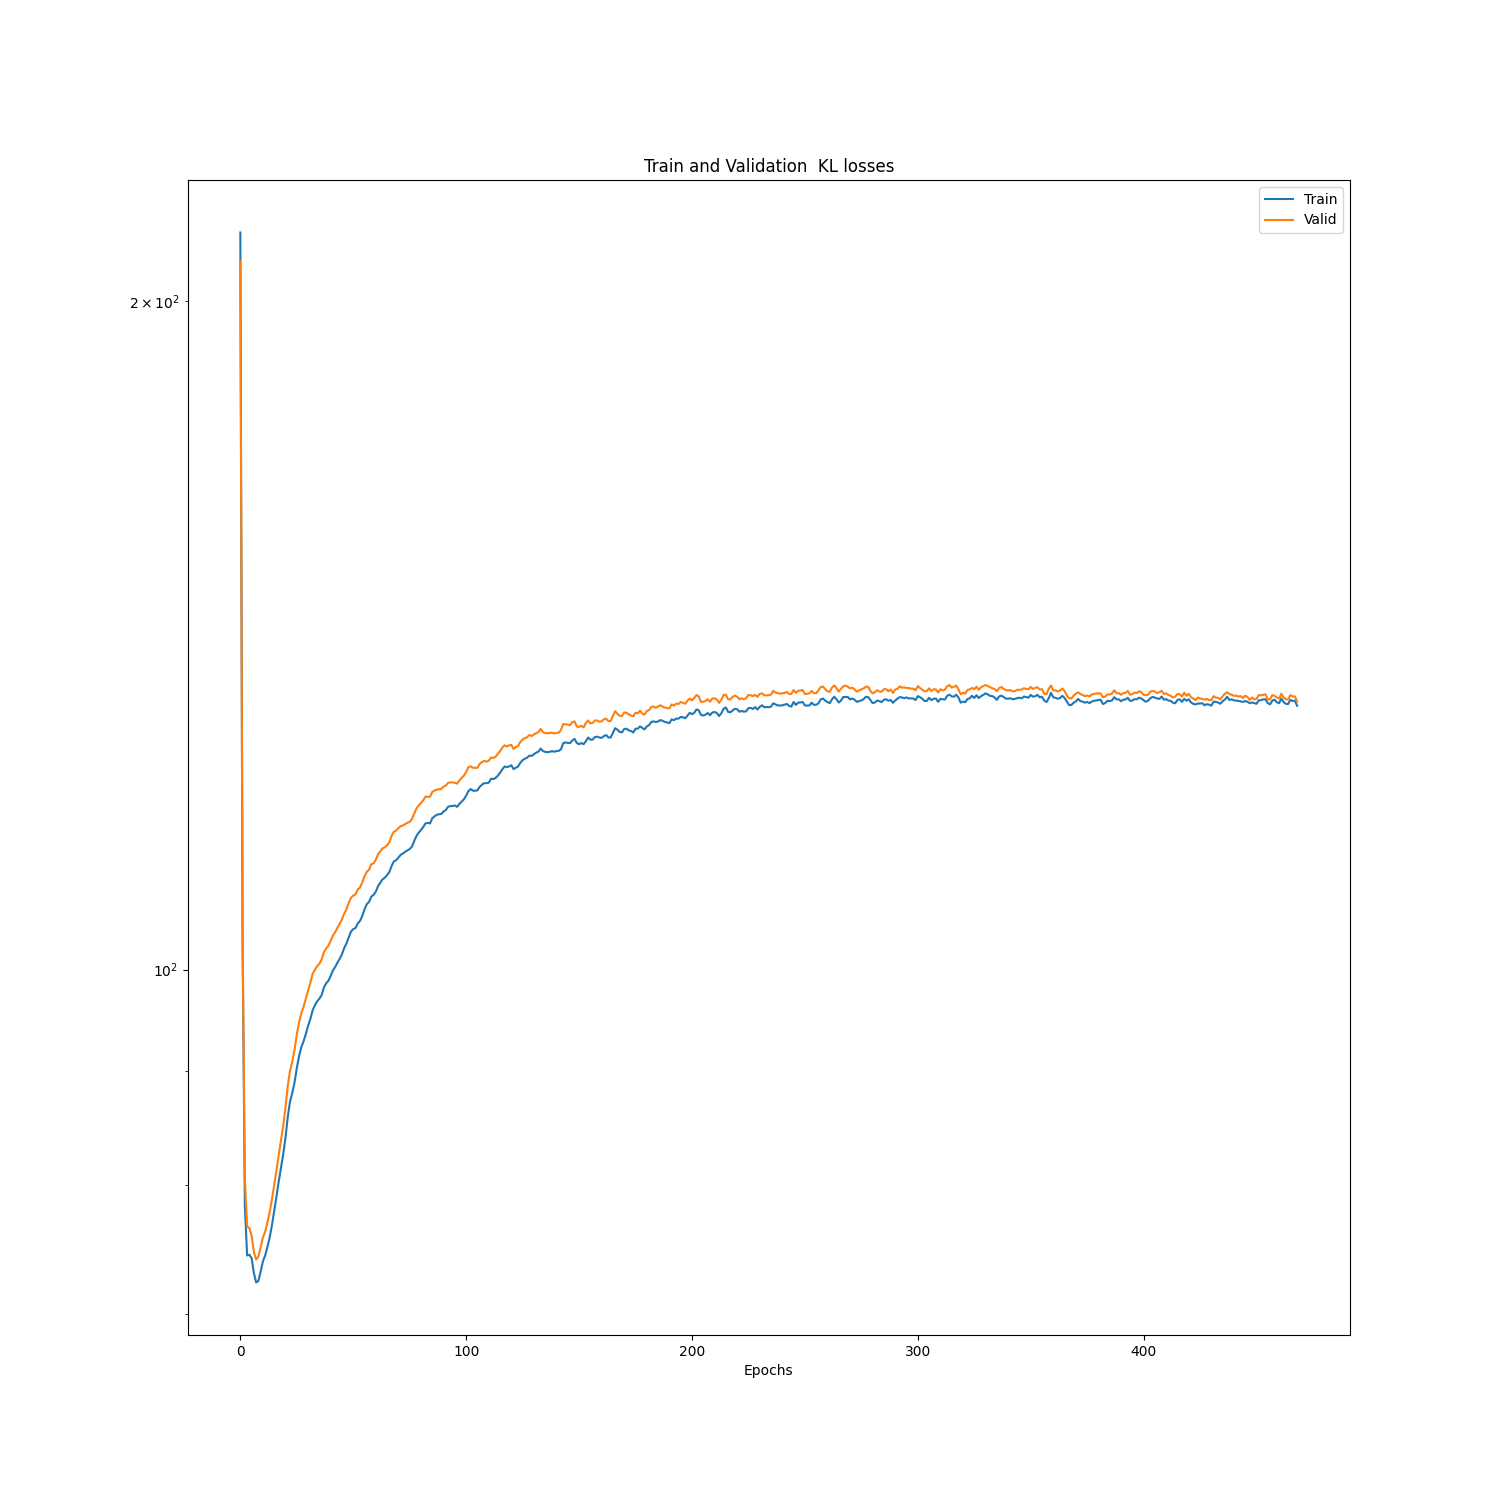 Train and Validation  KL losses
Train
Valid
2 × 10²
10²
0 100 200 300 400
Epochs